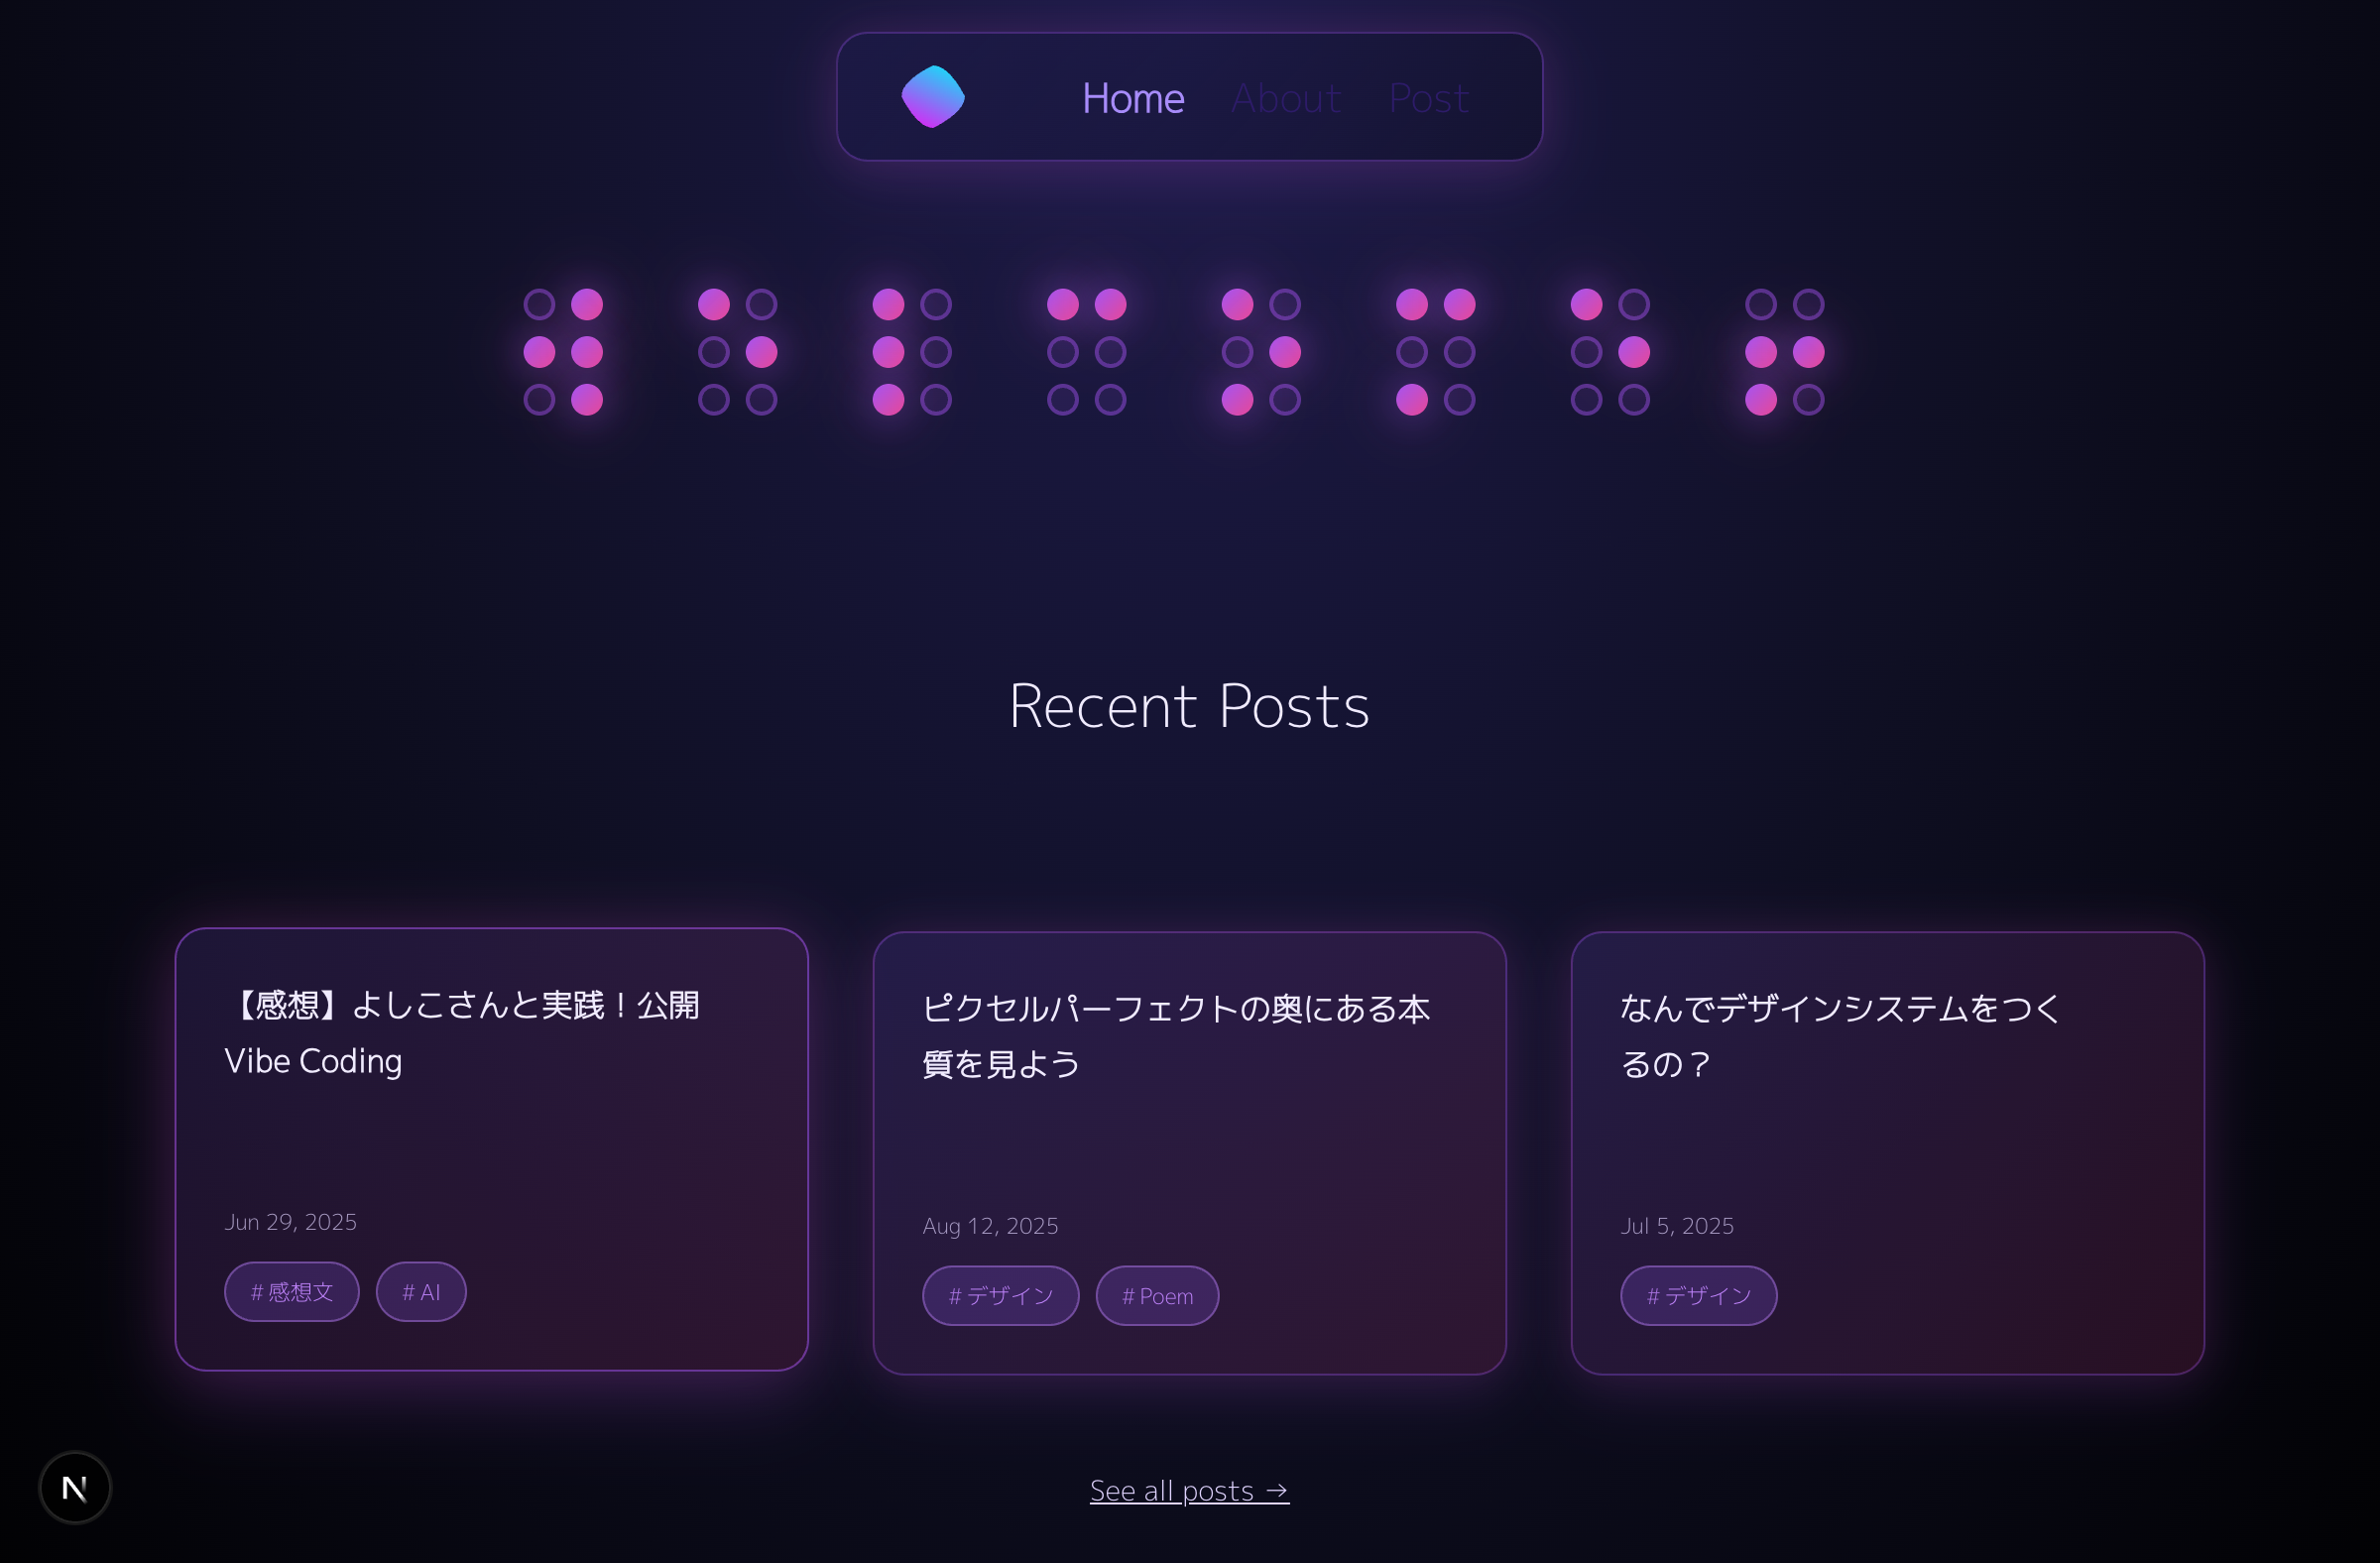 Home About Post
⠺⠑⠇⠉⠕⠍⠑⠖
Recent Posts
【感想】よしこさんと実践！公開
Vibe Coding
Jun 29, 2025
# 感想文 # AI
ピクセルパーフェクトの奥にある本
質を見よう
Aug 12, 2025
# デザイン # Poem
なんでデザインシステムをつく
るの？
Jul 5, 2025
# デザイン
See all posts →
N